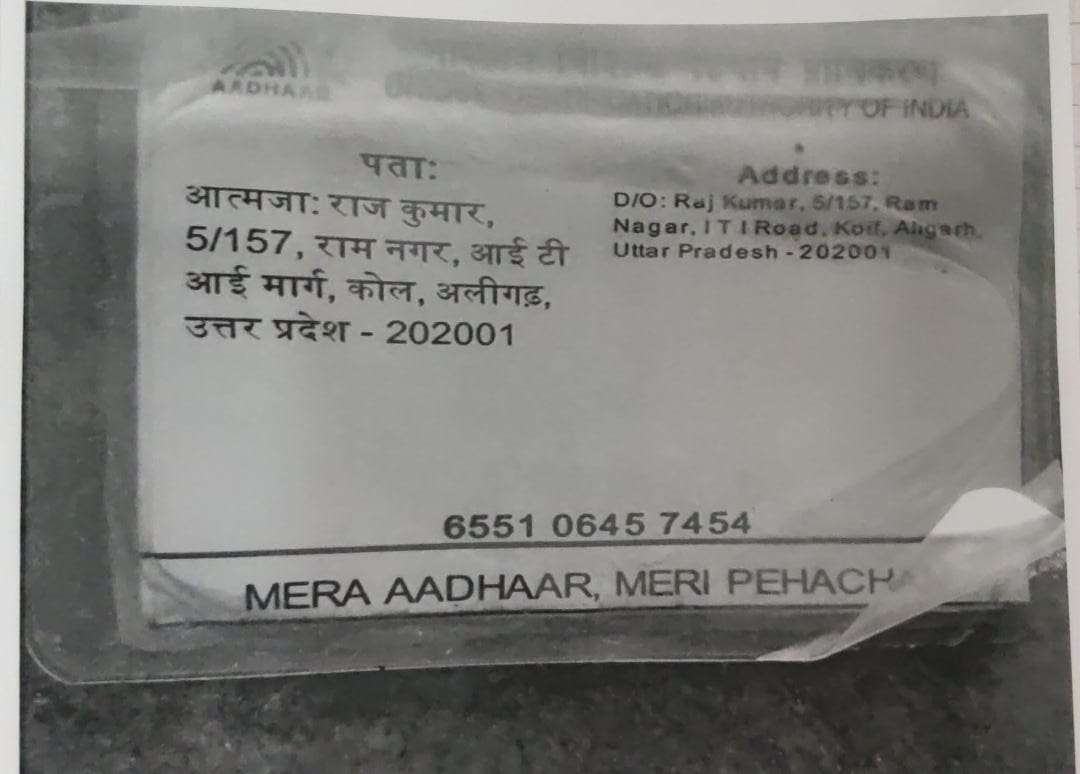 AADHAAR
OF INDIA
पता:
आत्मजा: राज कुमार,
5/157, राम नगर, आई टी
आई मार्ग, कोल, अलीगढ़,
उत्तर प्रदेश - 202001
Address:
D/O: Raj Kumar, 5/157, Ram
Nagar, I T I Road, Koil, Aligarh,
Uttar Pradesh - 202001
6551 0645 7454
MERA AADHAAR, MERI PEHACHA